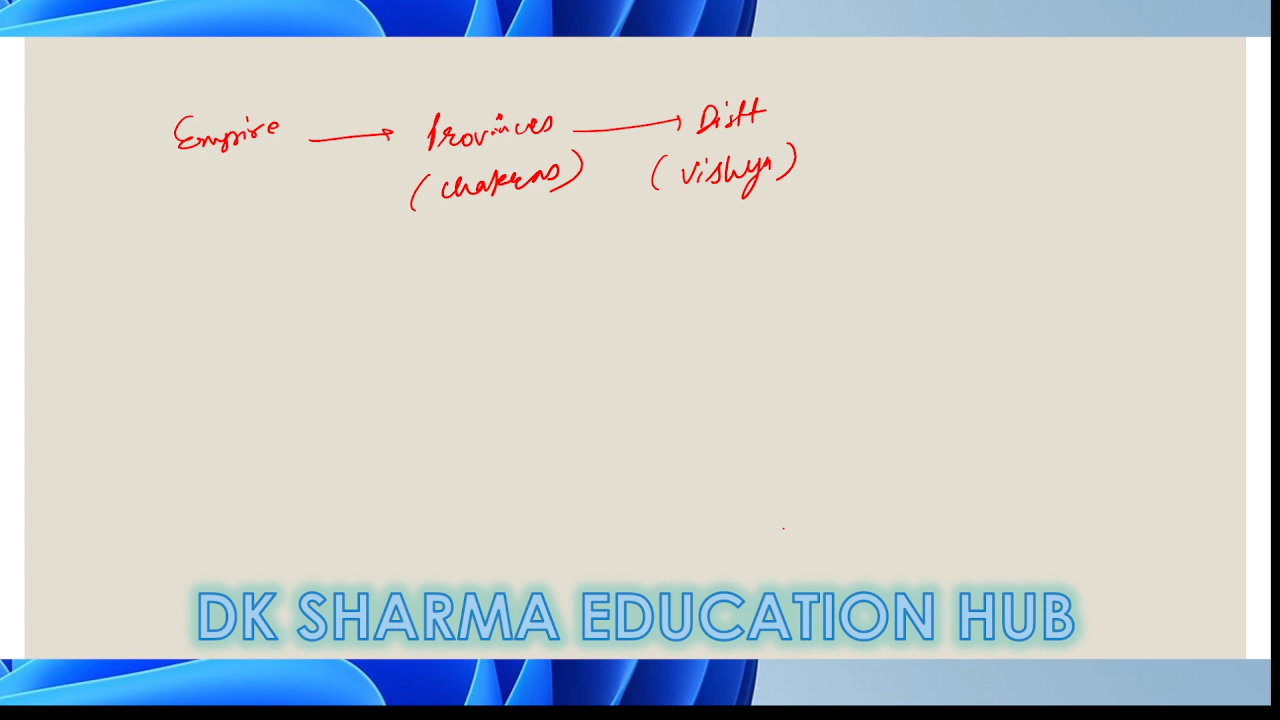 Empire → Provinces → Distt
(Chakras) (Vishya)
DK SHARMA EDUCATION HUB